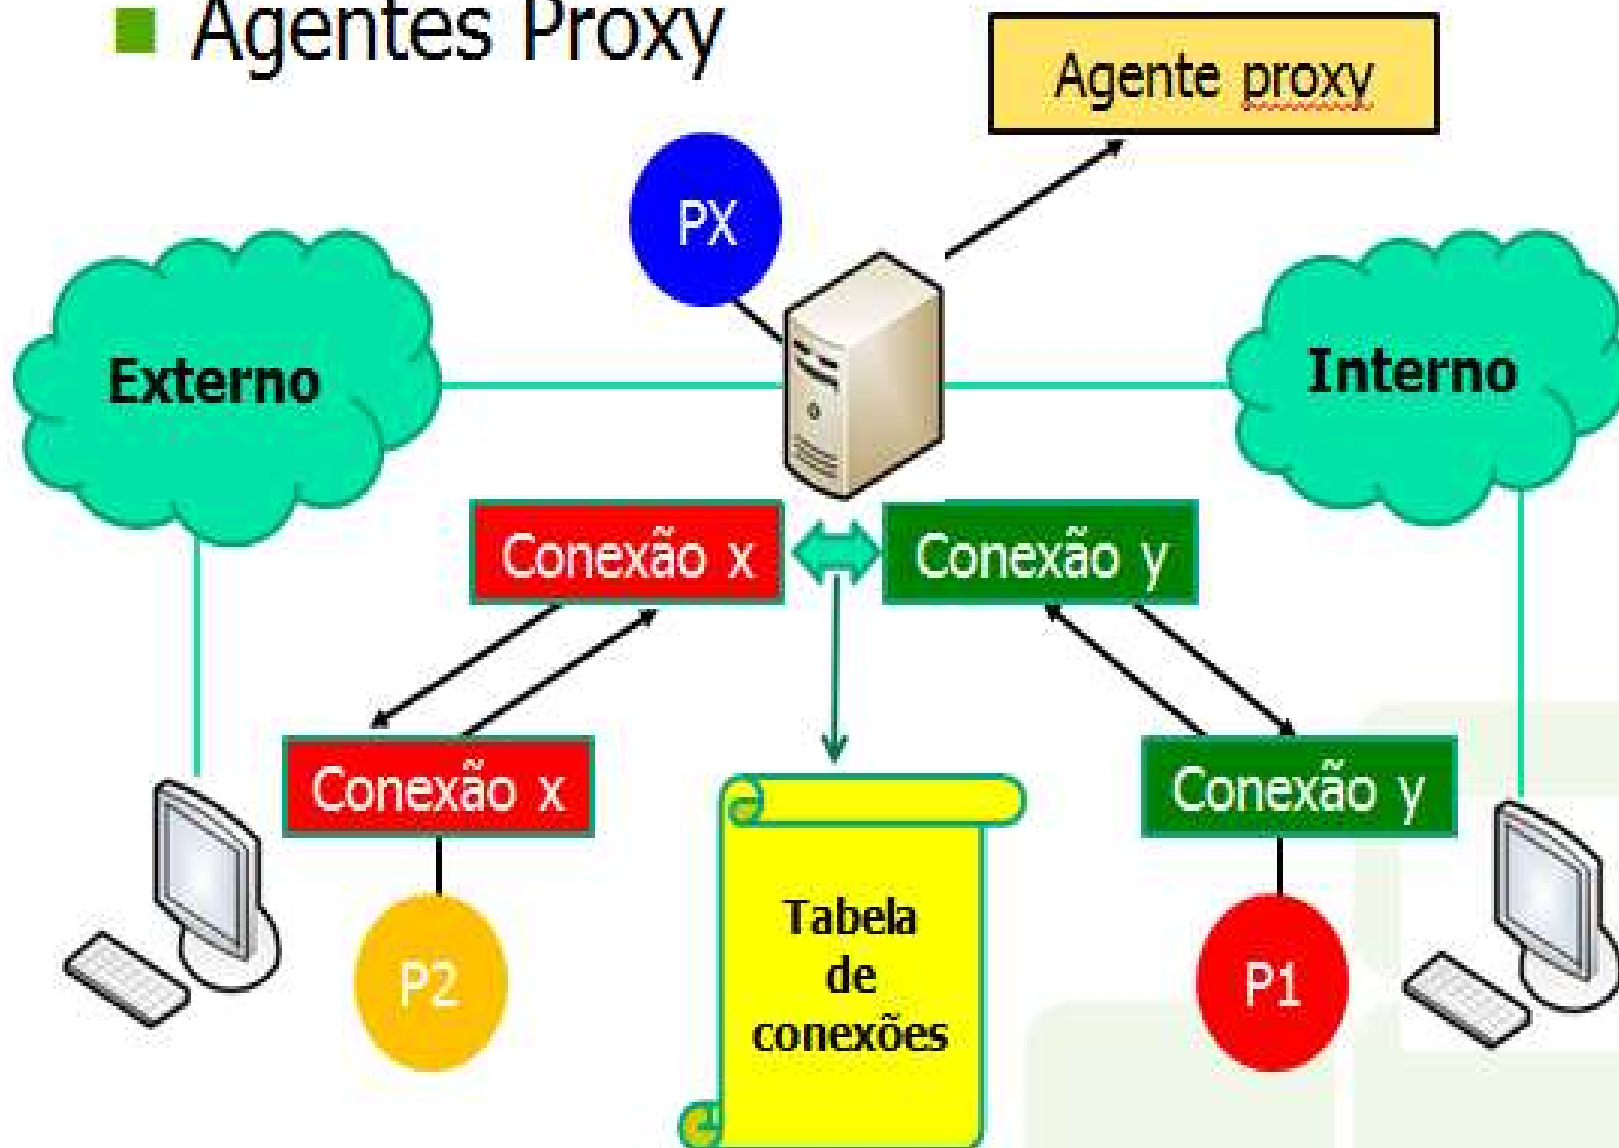 Agentes Proxy
Agente proxy
PX
Externo
Interno
Conexão x
Conexão y
Conexão x
Conexão y
P2
Tabela
de
conexões
P1